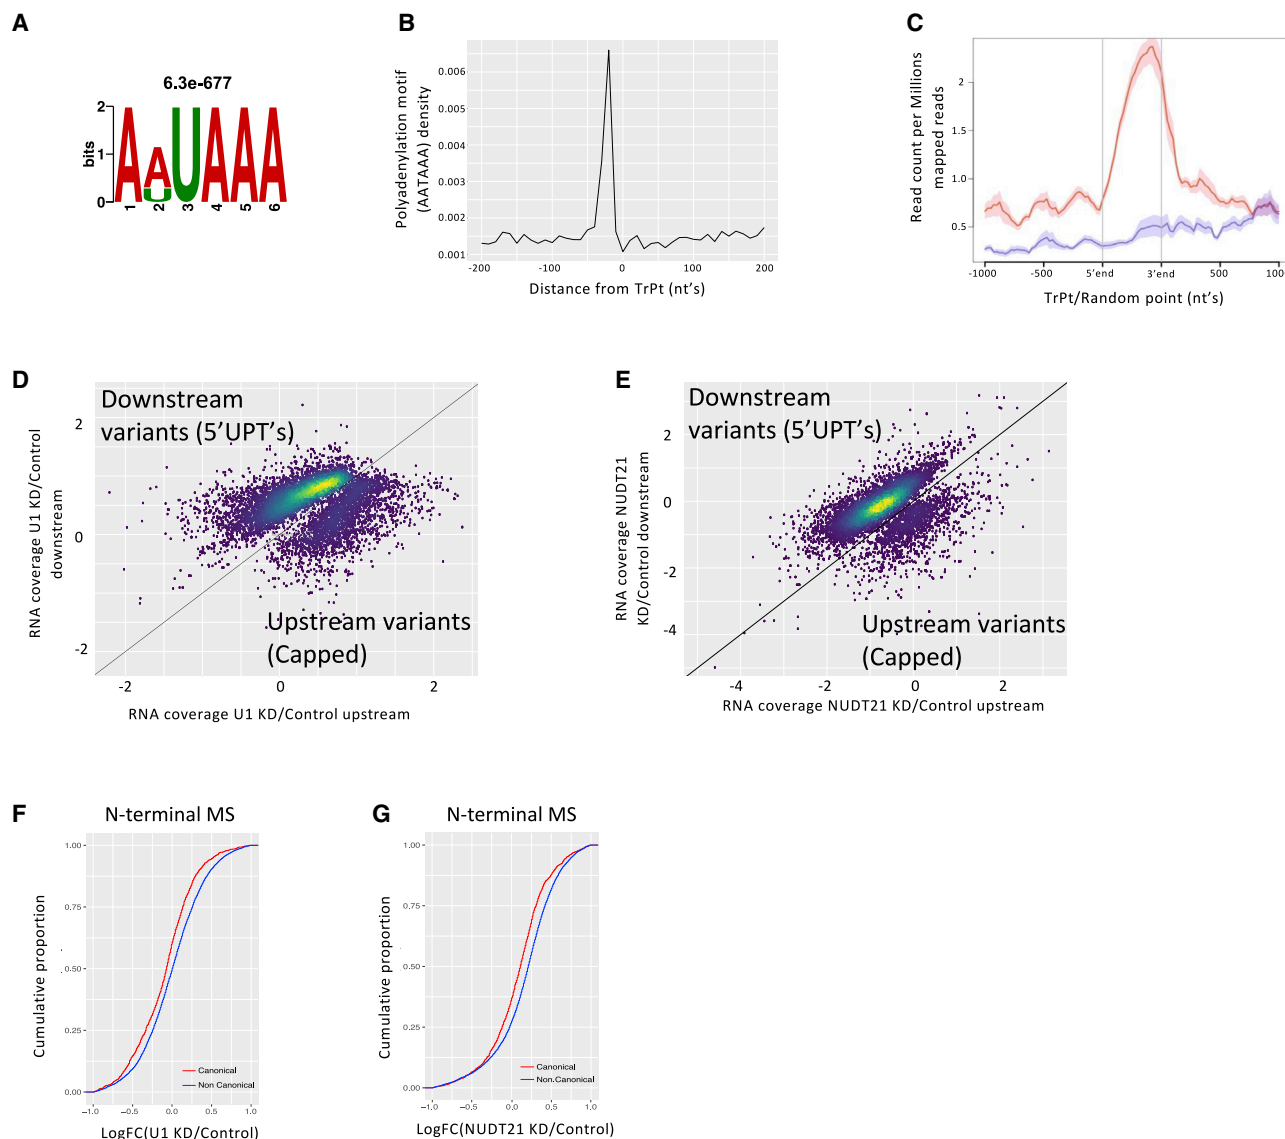 A
6.3e-677
2
1
0
bits
A A U A A A
U
1 2 3 4 5 6
B
Polyadenylation motif
(AATAAA) density
0.006
0.005
0.004
0.003
0.002
0.001
-200 -100 0 100 200
Distance from TrPt (nt's)
C
Read count per Millions
mapped reads
2
1.5
1.0
0.5
-1000 -500 5'end 3'end 500 100
TrPt/Random point (nt's)
D
Downstream
variants (5'UPT's)
Upstream variants
(Capped)
RNA coverage U1 KD/Control
downstream
2
0
-2
-2 0 2
RNA coverage U1 KD/Control upstream
E
Downstream
variants (5'UPT's)
Upstream variants
(Capped)
RNA coverage NUDT21
KD/Control downstream
2
0
-2
-4
-4 -2 0 2
RNA coverage NUDT21 KD/Control upstream
F
N-terminal MS
Cumulative proportion
1.00
0.75
0.50
0.25
0.00
Canonical
Non Canonical
-1.0 -0.5 0.0 0.5 1.0
LogFC(U1 KD/Control)
G
N-terminal MS
Cumulative proportion
1.00
0.75
0.50
0.25
0.00
Canonical
Non.Canonical
-1.0 -0.5 0.0 0.5 1.0
LogFC(NUDT21 KD/Control)